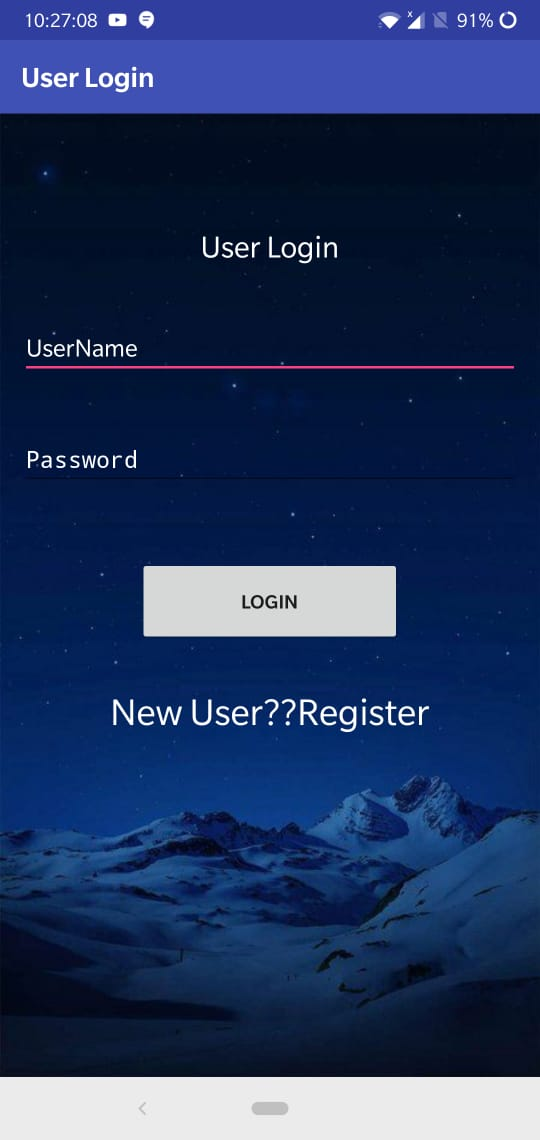 10:27:08
x
91%
User Login
User Login
UserName
Password
LOGIN
New User??Register